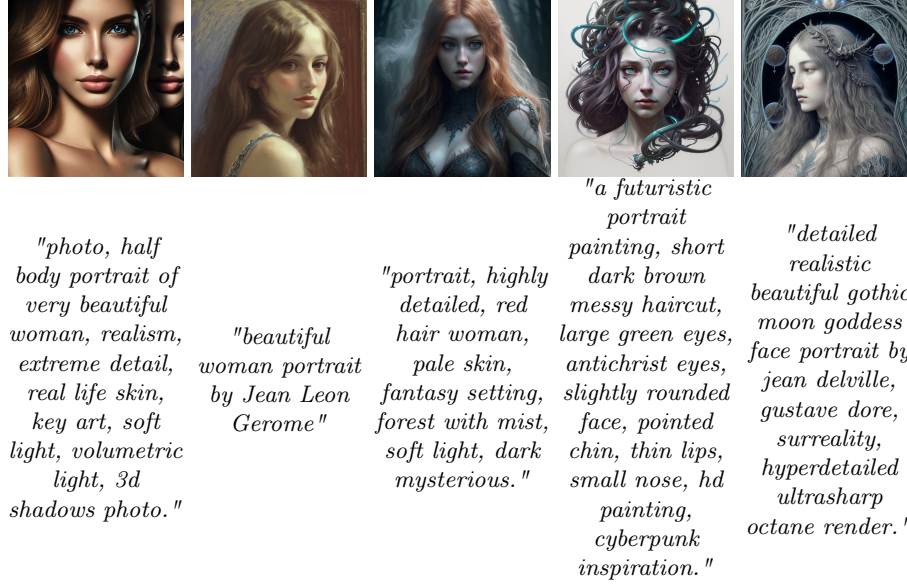 "photo, half
body portrait of
very beautiful
woman, realism,
extreme detail,
real life skin,
key art, soft
light, volumetric
light, 3d
shadows photo."
"beautiful
woman portrait
by Jean Leon
Gerome"
"portrait, highly
detailed, red
hair woman,
pale skin,
fantasy setting,
forest with mist,
soft light, dark
mysterious."
"a futuristic
portrait
painting, short
dark brown
messy haircut,
large green eyes,
antichrist eyes,
slightly rounded
face, pointed
chin, thin lips,
small nose, hd
painting,
cyberpunk
inspiration."
"detailed
realistic
beautiful gothic
moon goddess
face portrait by
jean delville,
gustave dore,
surreality,
hyperdetailed
ultrasharp
octane render."